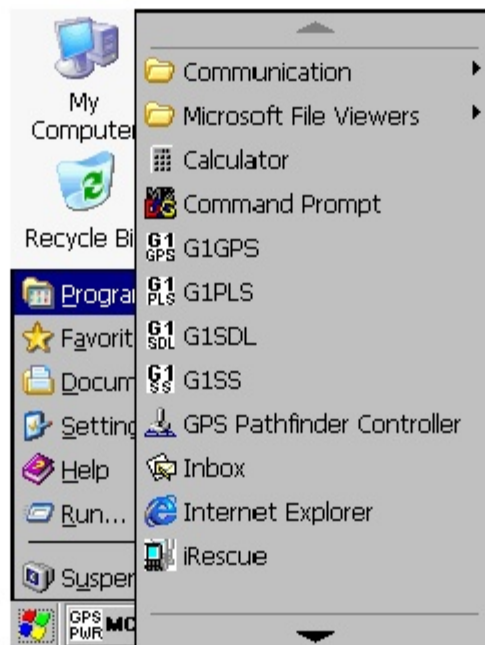 My
Computer
Recycle Bi
Progra
Favorit
Docum
Setting
Help
Run...
Susper
GPS
PWR
MC
Communication
Microsoft File Viewers
Calculator
MS
DOS
Command Prompt
G1
GPS
G1GPS
G1
PLS
G1PLS
G1
SDL
G1SDL
G1
SS
G1SS
GPS Pathfinder Controller
Inbox
Internet Explorer
iRescue